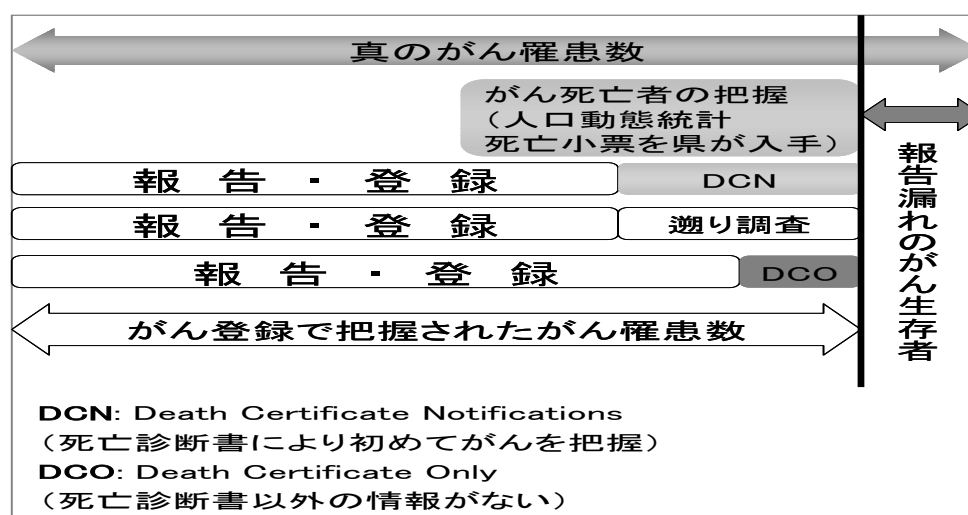 真のがん罹患数
がん死亡者の把握
（人口動態統計
死亡小票を県が入手）
報告漏れのがん生存者
報告・登録
DCN
報告・登録
遡り調査
報告・登録
DCO
がん登録で把握されたがん罹患数
DCN: Death Certificate Notifications
（死亡診断書により初めてがんを把握）
DCO: Death Certificate Only
（死亡診断書以外の情報がない）